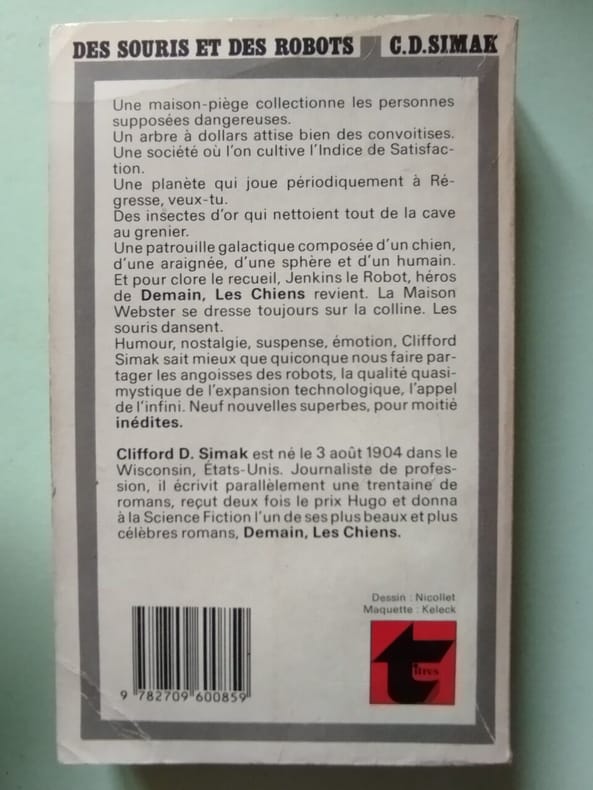 DES SOURIS ET DES ROBOTS C.D.SIMAK
Une maison-piège collectionne les personnes
supposées dangereuses.
Un arbre à dollars attise bien des convoitises.
Une société où l'on cultive l'Indice de Satisfac-
tion.
Une planète qui joue périodiquement à Ré-
gresse, veux-tu.
Des insectes d'or qui nettoient tout de la cave
au grenier.
Une patrouille galactique composée d'un chien,
d'une araignée, d'une sphère et d'un humain.
Et pour clore le recueil, Jenkins le Robot, héros
de Demain, Les Chiens revient. La Maison
Webster se dresse toujours sur la colline. Les
souris dansent.
Humour, nostalgie, suspense, émotion, Clifford
Simak sait mieux que quiconque nous faire par-
tager les angoisses des robots, la qualité quasi-
mystique de l'expansion technologique, l'appel
de l'infini. Neuf nouvelles superbes, pour moitié
inédites.
Clifford D. Simak est né le 3 août 1904 dans le
Wisconsin, États-Unis. Journaliste de profes-
sion, il écrivit parallèlement une trentaine de
romans, reçut deux fois le prix Hugo et donna
à la Science Fiction l'un de ses plus beaux et plus
célèbres romans, Demain, Les Chiens.
Dessin : Nicollet
Maquette : Keleck
titres
9 782709 600859